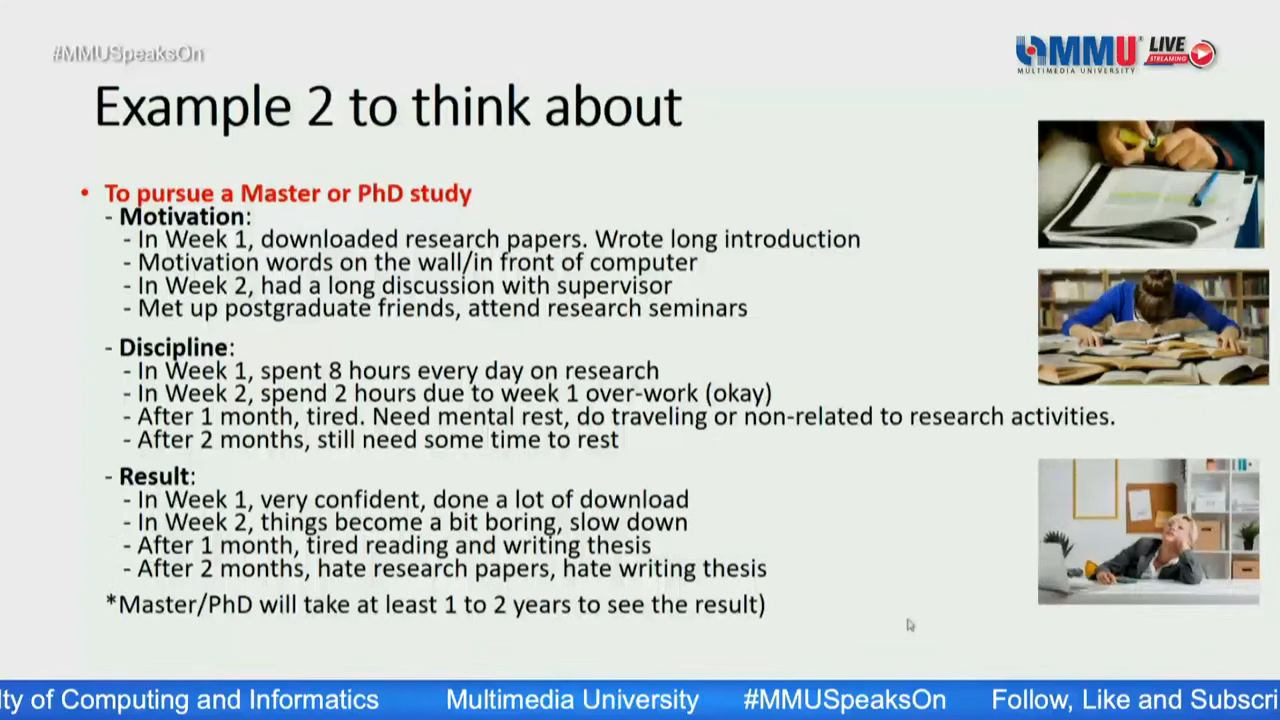 #MMUSpeaksOn
MMU
MULTIMEDIA UNIVERSITY
LIVE
STREAMING
Example 2 to think about
• To pursue a Master or PhD study
- Motivation:
- In Week 1, downloaded research papers. Wrote long introduction
- Motivation words on the wall/in front of computer
- In Week 2, had a long discussion with supervisor
- Met up postgraduate friends, attend research seminars
- Discipline:
- In Week 1, spent 8 hours every day on research
- In Week 2, spend 2 hours due to week 1 over-work (okay)
- After 1 month, tired. Need mental rest, do traveling or non-related to research activities.
- After 2 months, still need some time to rest
- Result:
- In Week 1, very confident, done a lot of download
- In Week 2, things become a bit boring, slow down
- After 1 month, tired reading and writing thesis
- After 2 months, hate research papers, hate writing thesis
*Master/PhD will take at least 1 to 2 years to see the result)
lty of Computing and Informatics Multimedia University #MMUSpeaksOn Follow, Like and Subscri